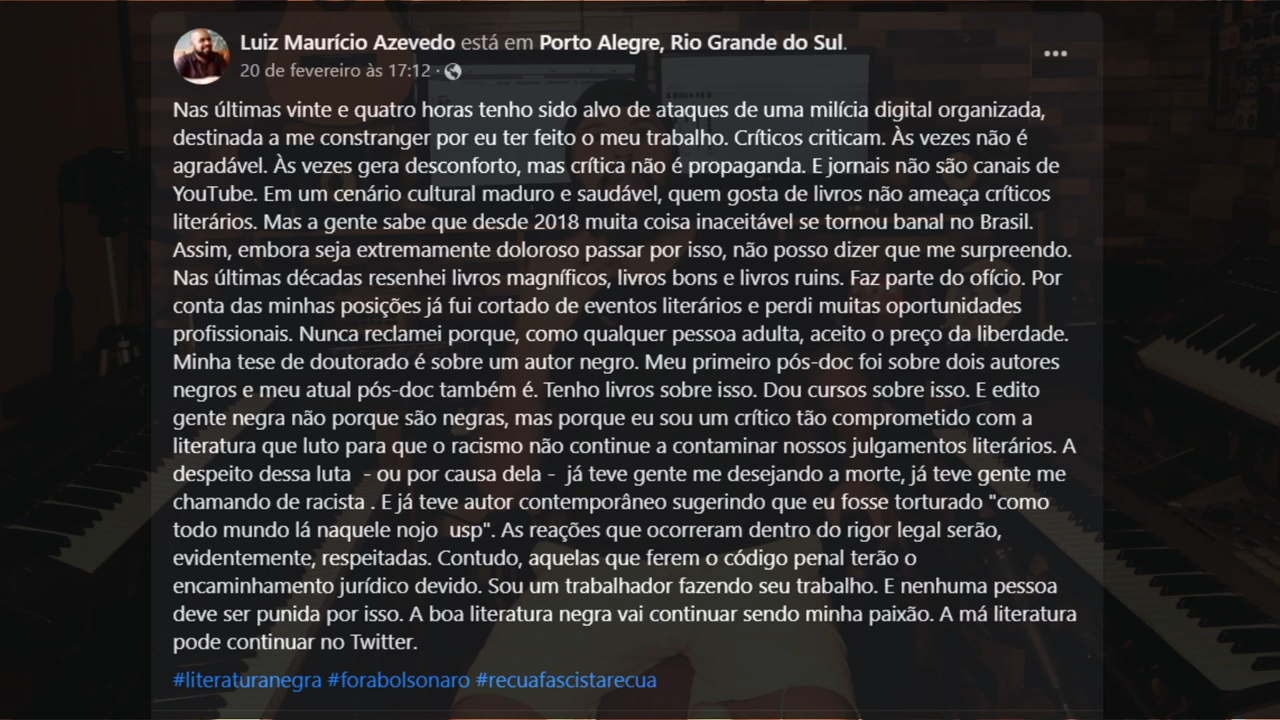 Luiz Maurício Azevedo está em Porto Alegre, Rio Grande do Sul.
20 de fevereiro às 17:12 ·
Nas últimas vinte e quatro horas tenho sido alvo de ataques de uma milícia digital organizada,
destinada a me constranger por eu ter feito o meu trabalho. Críticos criticam. Às vezes não é
agradável. Às vezes gera desconforto, mas crítica não é propaganda. E jornais não são canais de
YouTube. Em um cenário cultural maduro e saudável, quem gosta de livros não ameaça críticos
literários. Mas a gente sabe que desde 2018 muita coisa inaceitável se tornou banal no Brasil.
Assim, embora seja extremamente doloroso passar por isso, não posso dizer que me surpreendo.
Nas últimas décadas resenhei livros magníficos, livros bons e livros ruins. Faz parte do ofício. Por
conta das minhas posições já fui cortado de eventos literários e perdi muitas oportunidades
profissionais. Nunca reclamei porque, como qualquer pessoa adulta, aceito o preço da liberdade.
Minha tese de doutorado é sobre um autor negro. Meu primeiro pós-doc foi sobre dois autores
negros e meu atual pós-doc também é. Tenho livros sobre isso. Dou cursos sobre isso. E edito
gente negra não porque são negras, mas porque eu sou um crítico tão comprometido com a
literatura que luto para que o racismo não continue a contaminar nossos julgamentos literários. A
despeito dessa luta  - ou por causa dela -  já teve gente me desejando a morte, já teve gente me
chamando de racista . E já teve autor contemporâneo sugerindo que eu fosse torturado "como
todo mundo lá naquele nojo  usp". As reações que ocorreram dentro do rigor legal serão,
evidentemente, respeitadas. Contudo, aquelas que ferem o código penal terão o
encaminhamento jurídico devido. Sou um trabalhador fazendo seu trabalho. E nenhuma pessoa
deve ser punida por isso. A boa literatura negra vai continuar sendo minha paixão. A má literatura
pode continuar no Twitter.
#literaturanegra #forabolsonaro #recuafascistarecua